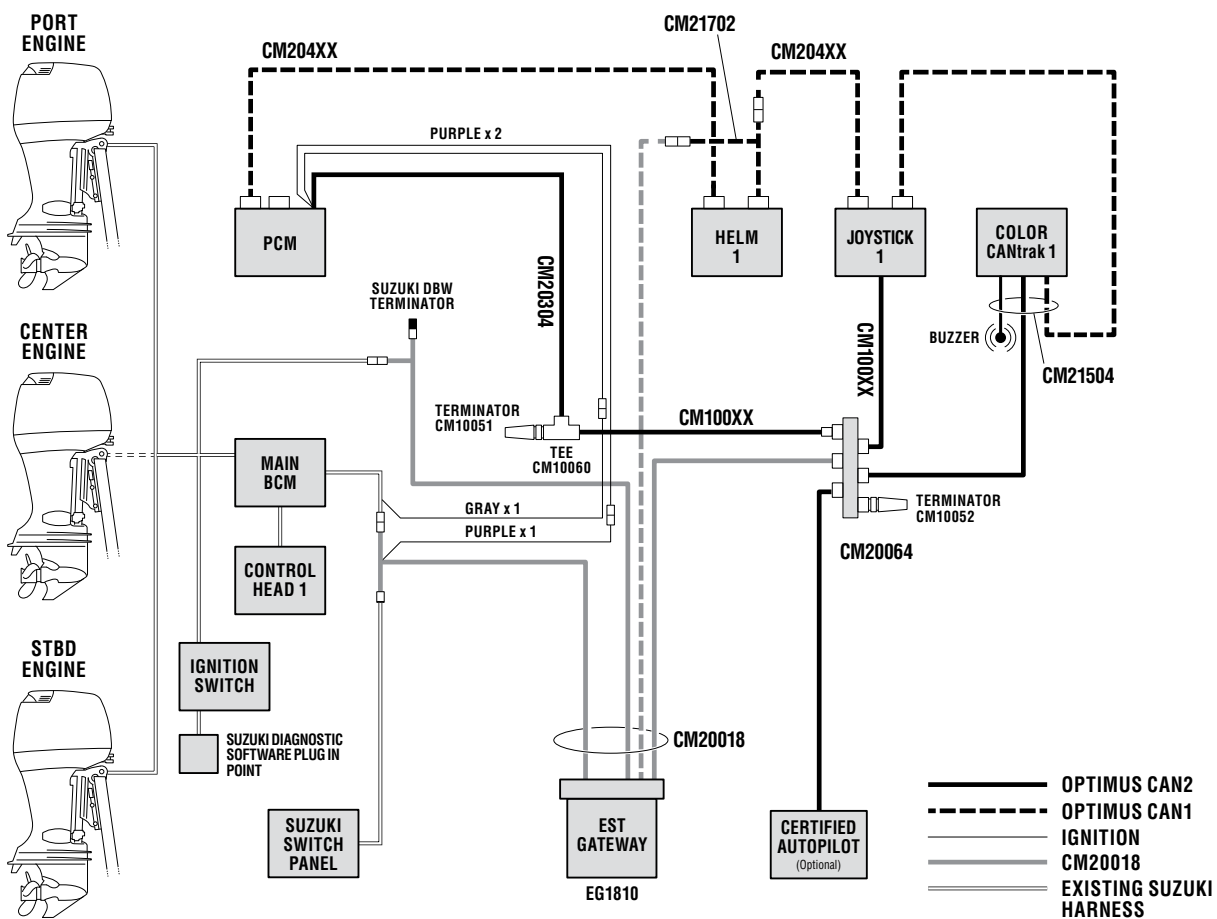 PORT
ENGINE
CM204XX
CM21702
CM204XX
PURPLE x 2
PCM
HELM
1
JOYSTICK
1
COLOR
CANtrak 1
CM20304
SUZUKI DBW
TERMINATOR
BUZZER
CM21504
CM100XX
CENTER
ENGINE
TERMINATOR
CM10051
TEE
CM10060
CM100XX
MAIN
BCM
GRAY x 1
PURPLE x 1
TERMINATOR
CM10052
CM20064
CONTROL
HEAD 1
STBD
ENGINE
IGNITION
SWITCH
SUZUKI DIAGNOSTIC
SOFTWARE PLUG IN
POINT
CM20018
SUZUKI
SWITCH
PANEL
EST
GATEWAY
EG1810
CERTIFIED
AUTOPILOT
(Optional)
OPTIMUS CAN2
OPTIMUS CAN1
IGNITION
CM20018
EXISTING SUZUKI
HARNESS